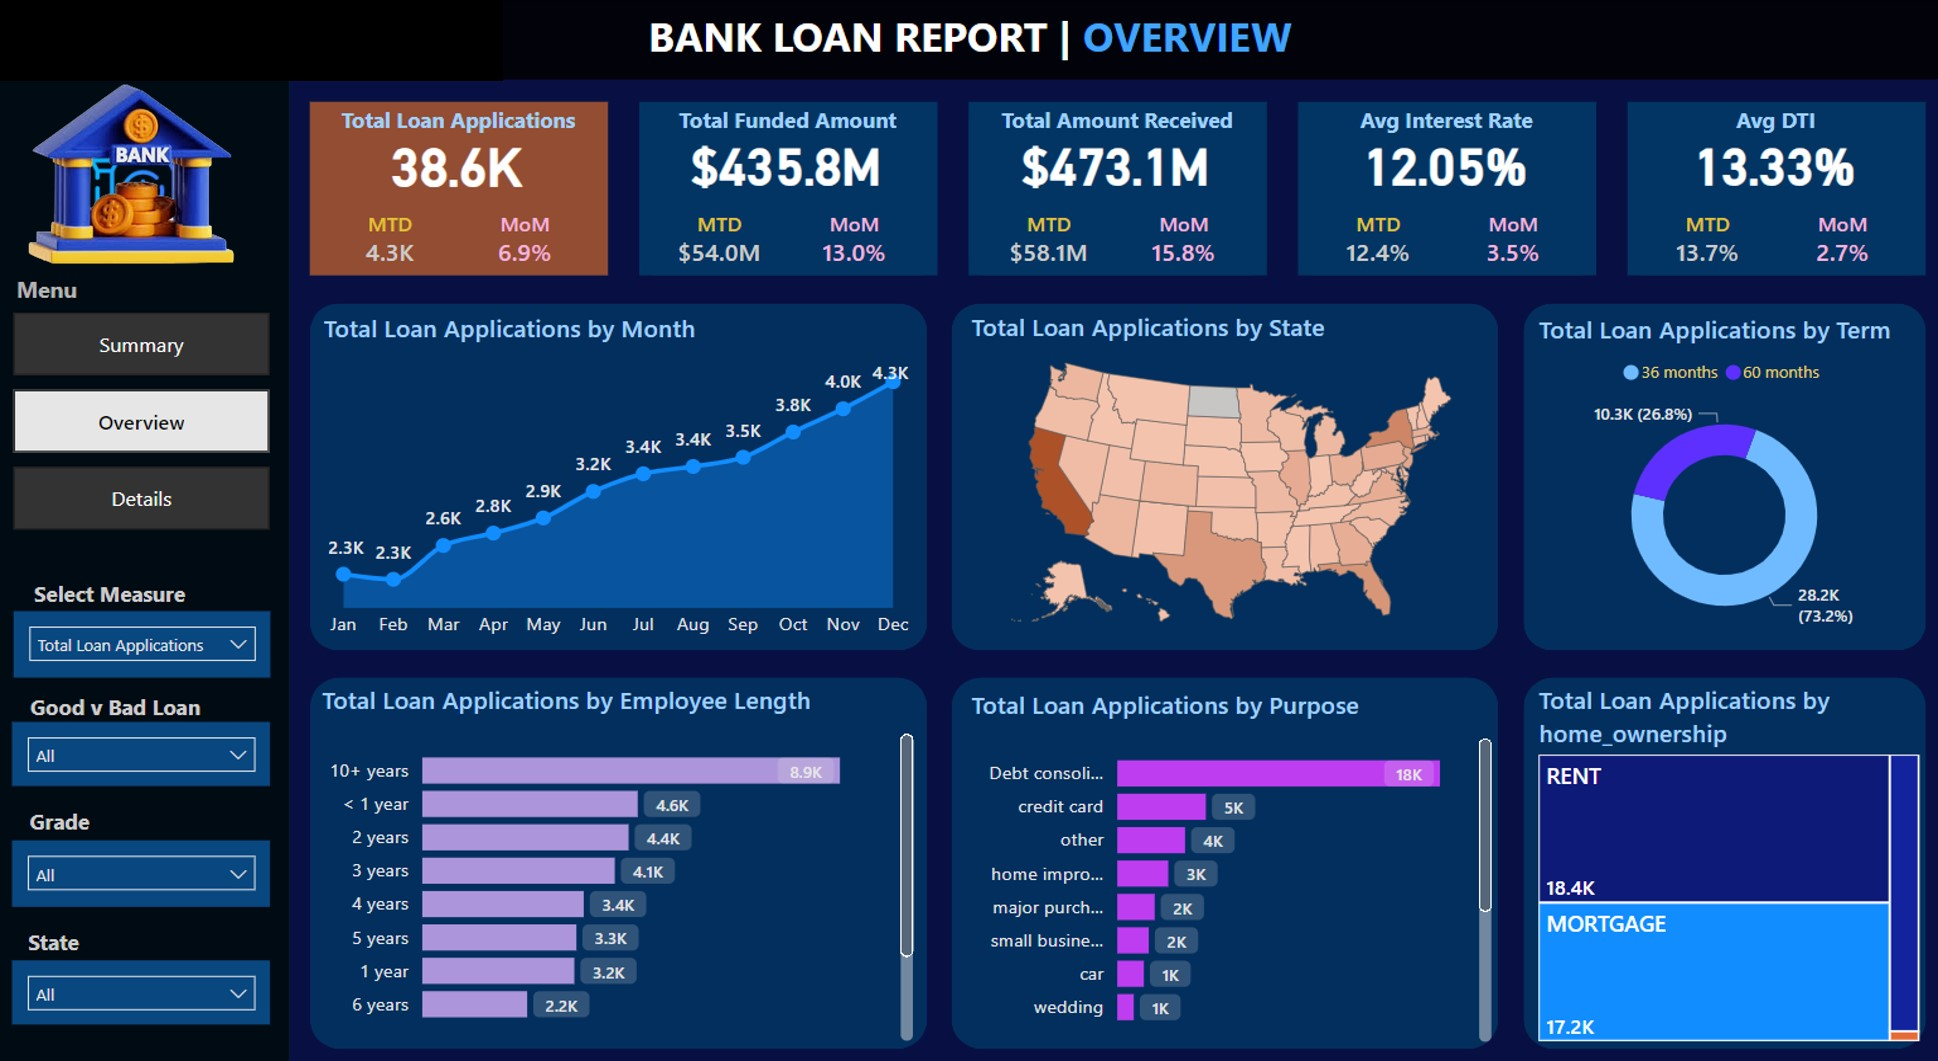 BANK LOAN REPORT | OVERVIEW
BANK
Menu
Summary
Overview
Details
Select Measure
Total Loan Applications
Good v Bad Loan
All
Grade
All
State
All
Total Loan Applications
38.6K
MTD MoM
4.3K 6.9%
Total Funded Amount
$435.8M
MTD MoM
$54.0M 13.0%
Total Amount Received
$473.1M
MTD MoM
$58.1M 15.8%
Avg Interest Rate
12.05%
MTD MoM
12.4% 3.5%
Avg DTI
13.33%
MTD MoM
13.7% 2.7%
Total Loan Applications by Month
2.3K 2.3K 2.6K 2.8K 2.9K 3.2K 3.4K 3.4K 3.5K 3.8K 4.0K 4.3K
Jan Feb Mar Apr May Jun Jul Aug Sep Oct Nov Dec
Total Loan Applications by State
Total Loan Applications by Term
36 months 60 months
10.3K (26.8%)
28.2K
(73.2%)
Total Loan Applications by Employee Length
10+ years 8.9K
< 1 year 4.6K
2 years 4.4K
3 years 4.1K
4 years 3.4K
5 years 3.3K
1 year 3.2K
6 years 2.2K
Total Loan Applications by Purpose
Debt consoli... 18K
credit card 5K
other 4K
home impro... 3K
major purch... 2K
small busine... 2K
car 1K
wedding 1K
Total Loan Applications by
home_ownership
RENT
18.4K
MORTGAGE
17.2K